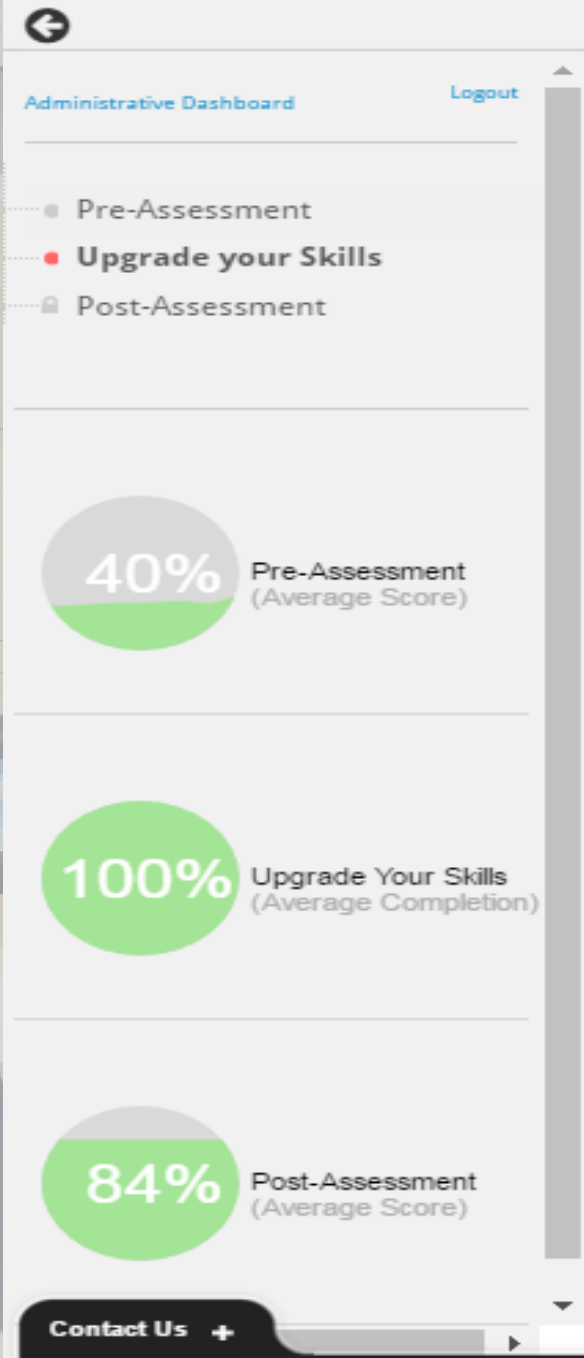 Administrative Dashboard
Logout
Pre-Assessment
Upgrade your Skills
Post-Assessment
40%
Pre-Assessment
(Average Score)
100%
Upgrade Your Skills
(Average Completion)
84%
Post-Assessment
(Average Score)
Contact Us +